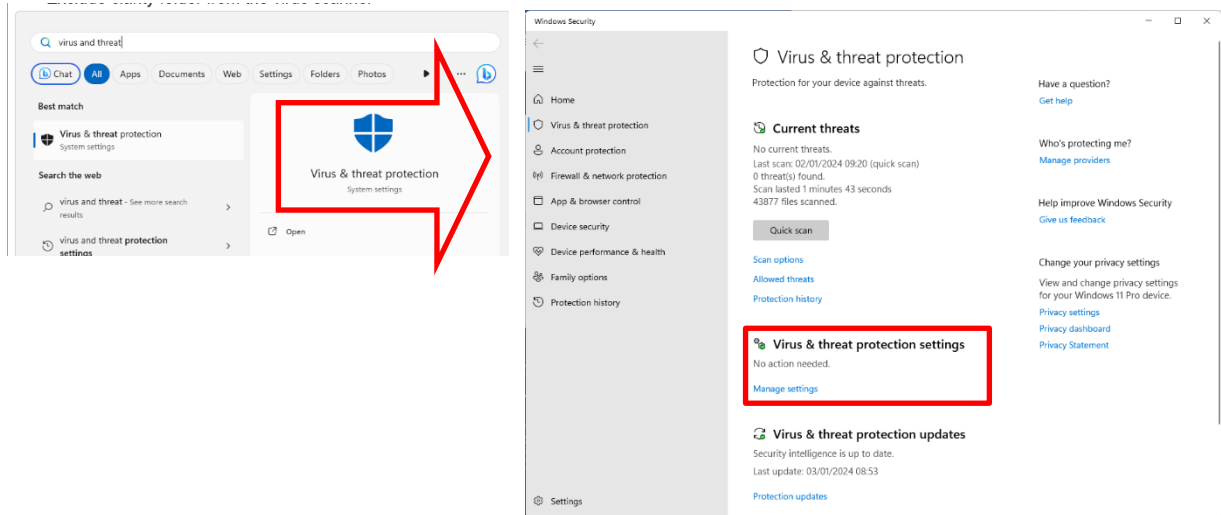 Exclude clarity folder from the virus scanner
virus and threat
Chat
All
Apps
Documents
Web
Settings
Folders
Photos
...
b
Best match
Virus & threat protection
System settings
Search the web
virus and threat - See more search
results
virus and threat protection
settings
Virus & threat protection
System settings
Open
Windows Security
Home
Virus & threat protection
Account protection
Firewall & network protection
App & browser control
Device security
Device performance & health
Family options
Protection history
Settings
Virus & threat protection
Protection for your device against threats.
Current threats
No current threats.
Last scan: 02/01/2024 09:20 (quick scan)
0 threat(s) found.
Scan lasted 1 minutes 43 seconds
43877 files scanned.
Quick scan
Scan options
Allowed threats
Protection history
Virus & threat protection settings
No action needed.
Manage settings
Virus & threat protection updates
Security intelligence is up to date.
Last update: 03/01/2024 08:53
Protection updates
Have a question?
Get help
Who's protecting me?
Manage providers
Help improve Windows Security
Give us feedback
Change your privacy settings
View and change privacy settings
for your Windows 11 Pro device.
Privacy settings
Privacy dashboard
Privacy Statement